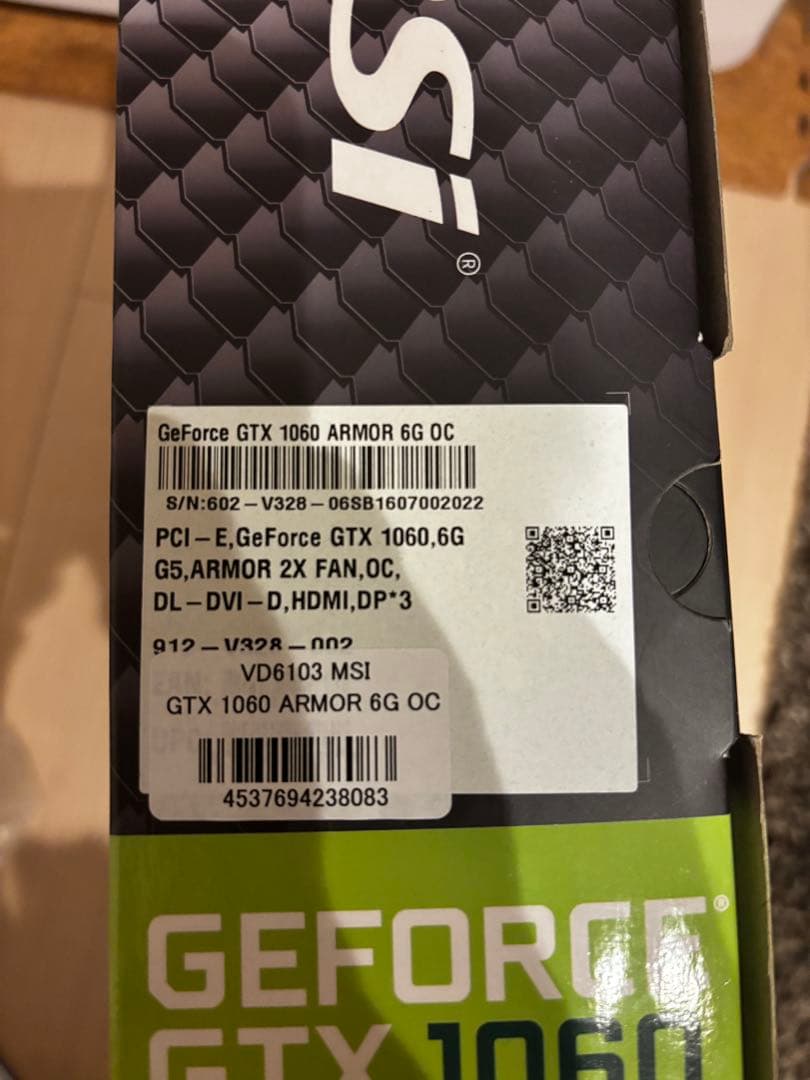 msi®
GeForce GTX 1060 ARMOR 6G OC
S/N:602-V328-06SB1607002022
PCI-E,GeForce GTX 1060,6G
G5,ARMOR 2X FAN,OC,
DL-DVI-D,HDMI,DP*3
912-V328-002
VD6103 MSI
GTX 1060 ARMOR 6G OC
4537694238083
GEFORCE®
GTX 1060